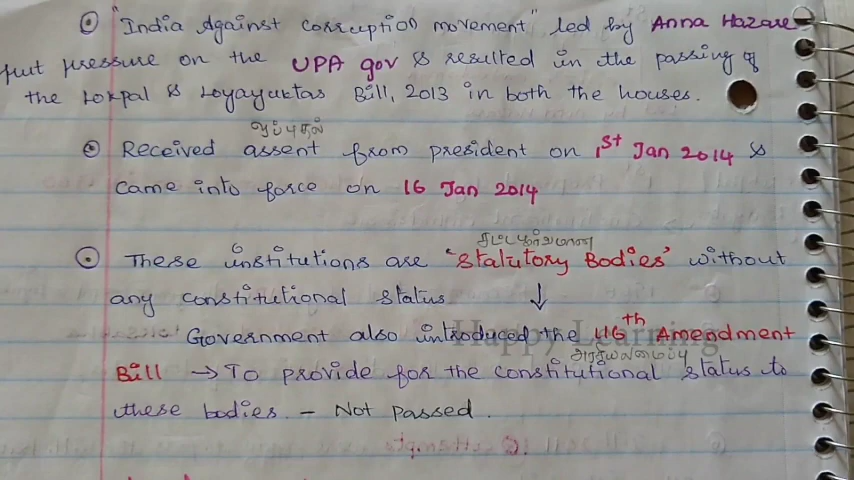 "India Against corruption movement" led by Anna Hazare
put pressure on the UPA gov & resulted in the passing of
the Lokpal & Loyayuktas Bill, 2013 in both the houses.
ஒப்புதல்
Received assent from president on 1st Jan 2014 &
came into force on 16 Jan 2014
சட்டபூர்வமான
These institutions are 'Statutory Bodies' without
any constitutional status ↓
Government also introduced the 116th Amendment
Happy Learning
அரசியலமைப்பு
Bill → To provide for the constitutional status to
these bodies. - Not passed.